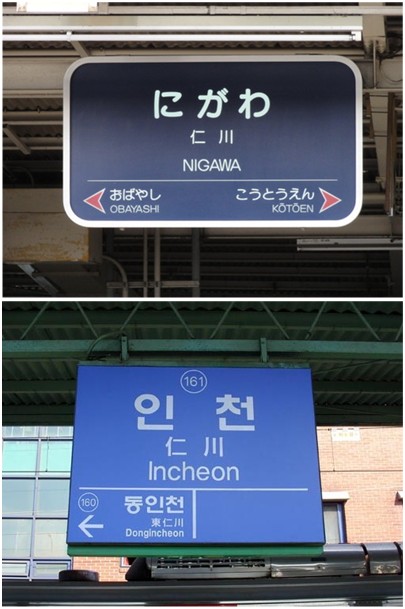 にがわ
仁川
NIGAWA
おばやし
OBAYASHI
こうとうえん
KŌTŌEN
161
인천
仁川
Incheon
160
동인천
東仁川
Dongincheon